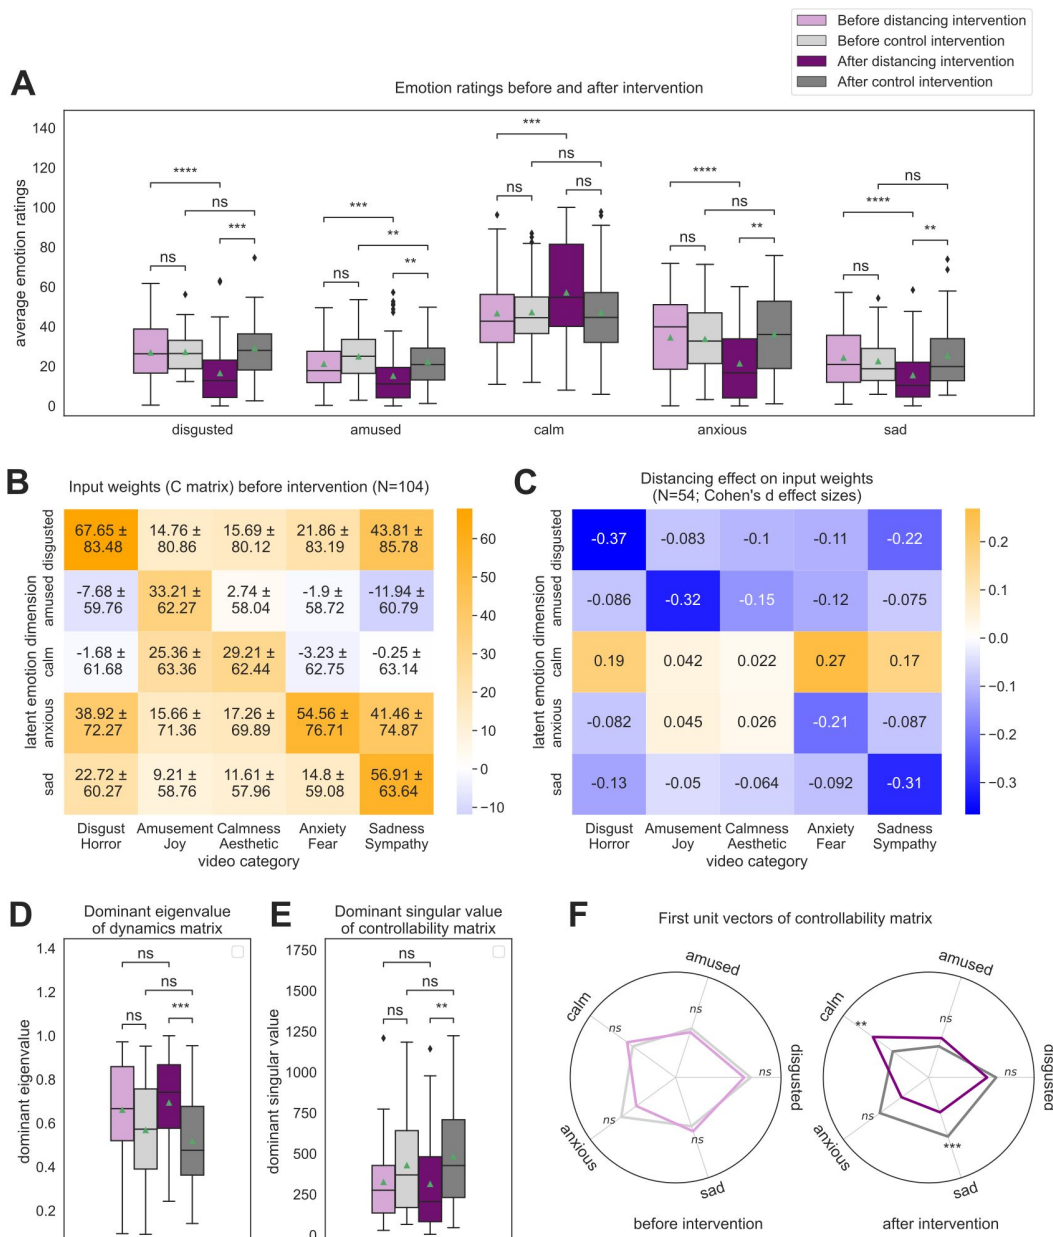 Before distancing intervention
Before control intervention
After distancing intervention
After control intervention
A
Emotion ratings before and after intervention
average emotion ratings
140
120
100
80
60
40
20
0
****
ns
ns
***
***
ns
**
**
***
ns
ns
ns
****
ns
ns
**
ns
****
ns
**
disgusted
amused
calm
anxious
sad
B
Input weights (C matrix) before intervention (N=104)
latent emotion dimension
disgusted
amused
calm
anxious
sad
67.65 ± 14.76 ± 15.69 ± 21.86 ± 43.81 ±
83.48 80.86 80.12 83.19 85.78
-7.68 ± 33.21 ± 2.74 ± -1.9 ± -11.94 ±
59.76 62.27 58.04 58.72 60.79
-1.68 ± 25.36 ± 29.21 ± -3.23 ± -0.25 ±
61.68 63.36 62.44 62.75 63.14
38.92 ± 15.66 ± 17.26 ± 54.56 ± 41.46 ±
72.27 71.36 69.89 76.71 74.87
22.72 ± 9.21 ± 11.61 ± 14.8 ± 56.91 ±
60.27 58.76 57.96 59.08 63.64
Disgust Amusement Calmness Anxiety Sadness
Horror Joy Aesthetic Fear Sympathy
video category
60
50
40
30
20
10
0
−10
C
Distancing effect on input weights
(N=54; Cohen's d effect sizes)
latent emotion dimension
disgusted
amused
calm
anxious
sad
-0.37 -0.083 -0.1 -0.11 -0.22
-0.086 -0.32 -0.15 -0.12 -0.075
0.19 0.042 0.022 0.27 0.17
-0.082 0.045 0.026 -0.21 -0.087
-0.13 -0.05 -0.064 -0.092 -0.31
Disgust Amusement Calmness Anxiety Sadness
Horror Joy Aesthetic Fear Sympathy
video category
0.2
0.1
0.0
−0.1
−0.2
−0.3
D
Dominant eigenvalue
of dynamics matrix
dominant eigenvalue
1.4
1.2
1.0
0.8
0.6
0.4
0.2
ns
ns
ns
***
E
Dominant singular value
of controllability matrix
dominant singular value
1750
1500
1250
1000
750
500
250
0
ns
ns
ns
**
F
First unit vectors of controllability matrix
amused
calm
disgusted
anxious
sad
ns
ns
ns
ns
ns
before intervention
amused
calm
disgusted
anxious
sad
ns
**
ns
ns
***
after intervention